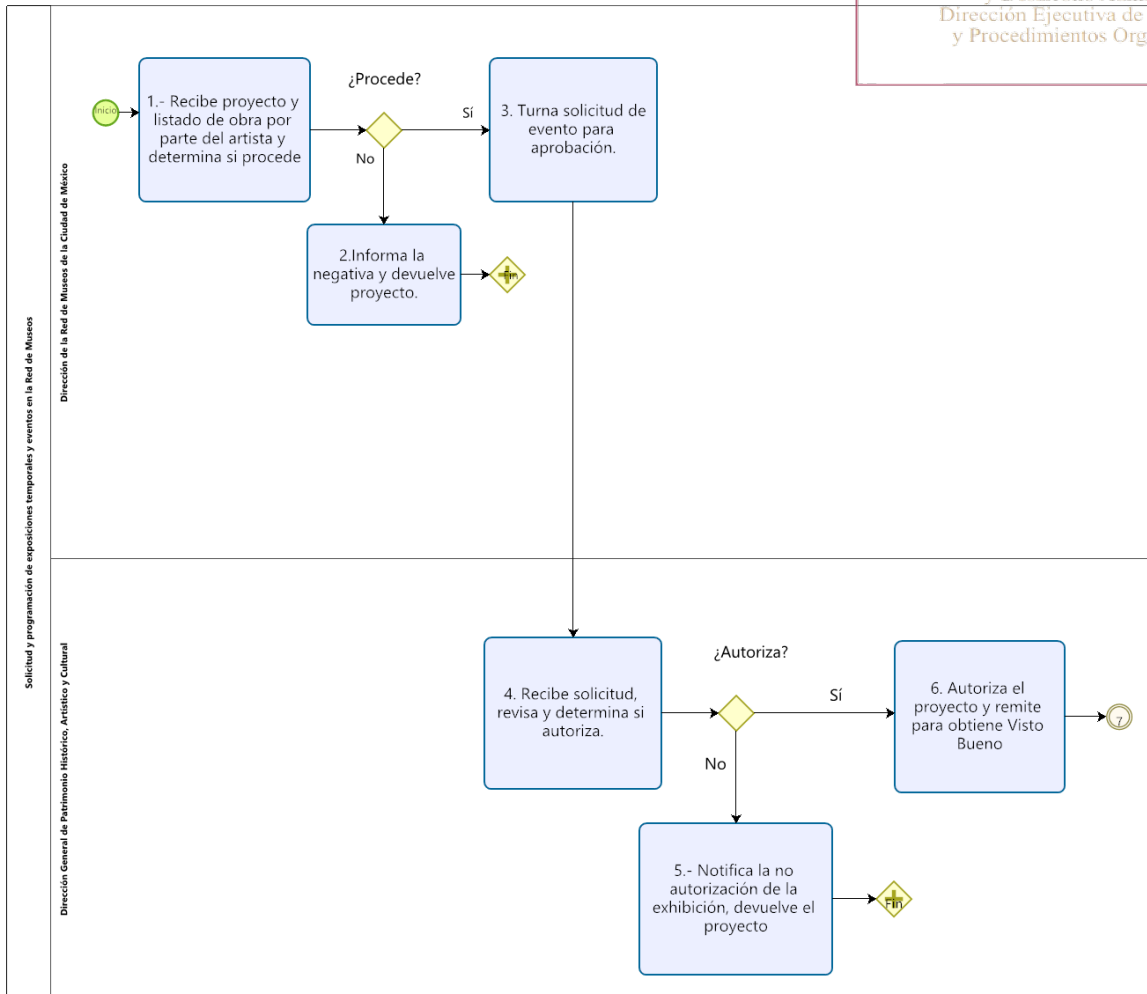 Dirección Ejecutiva de
y Procedimientos Org
Solicitud y programación de exposiciones temporales y eventos en la Red de Museos
Dirección de la Red de Museos de la Ciudad de México
Inicio
1.- Recibe proyecto y
listado de obra por
parte del artista y
determina si procede
¿Procede?
Sí
No
3. Turna solicitud de
evento para
aprobación.
2.Informa la
negativa y devuelve
proyecto.
Fin
Dirección General de Patrimonio Histórico, Artístico y Cultural
4. Recibe solicitud,
revisa y determina si
autoriza.
¿Autoriza?
Sí
No
6. Autoriza el
proyecto y remite
para obtiene Visto
Bueno
7
5.- Notifica la no
autorización de la
exhibición, devuelve el
proyecto
Fin